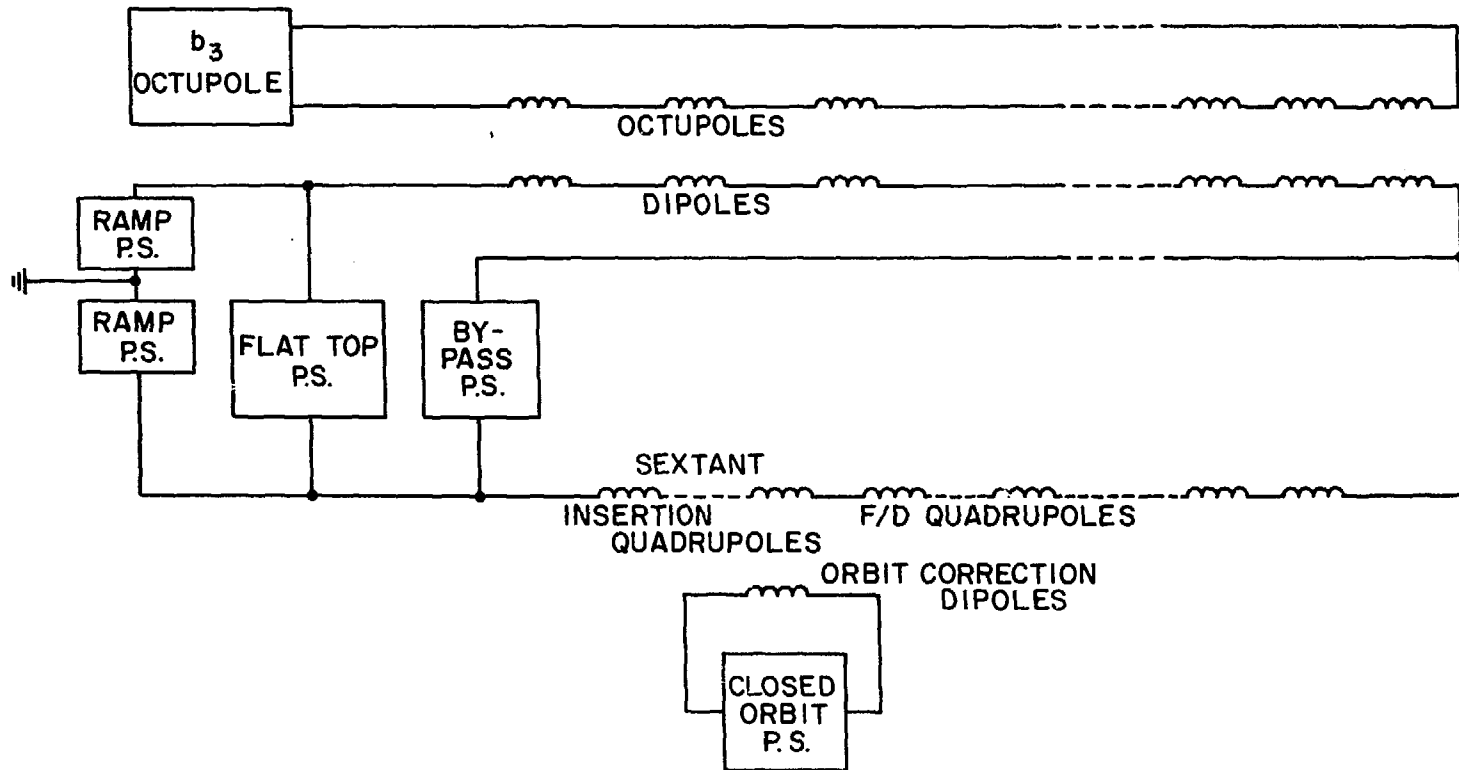 b3
OCTUPOLE
OCTUPOLES
DIPOLES
RAMP
P.S.
RAMP
P.S.
FLAT TOP
P.S.
BY-
PASS
P.S.
SEXTANT
INSERTION
QUADRUPOLES
F/D QUADRUPOLES
ORBIT CORRECTION
DIPOLES
CLOSED
ORBIT
P.S.